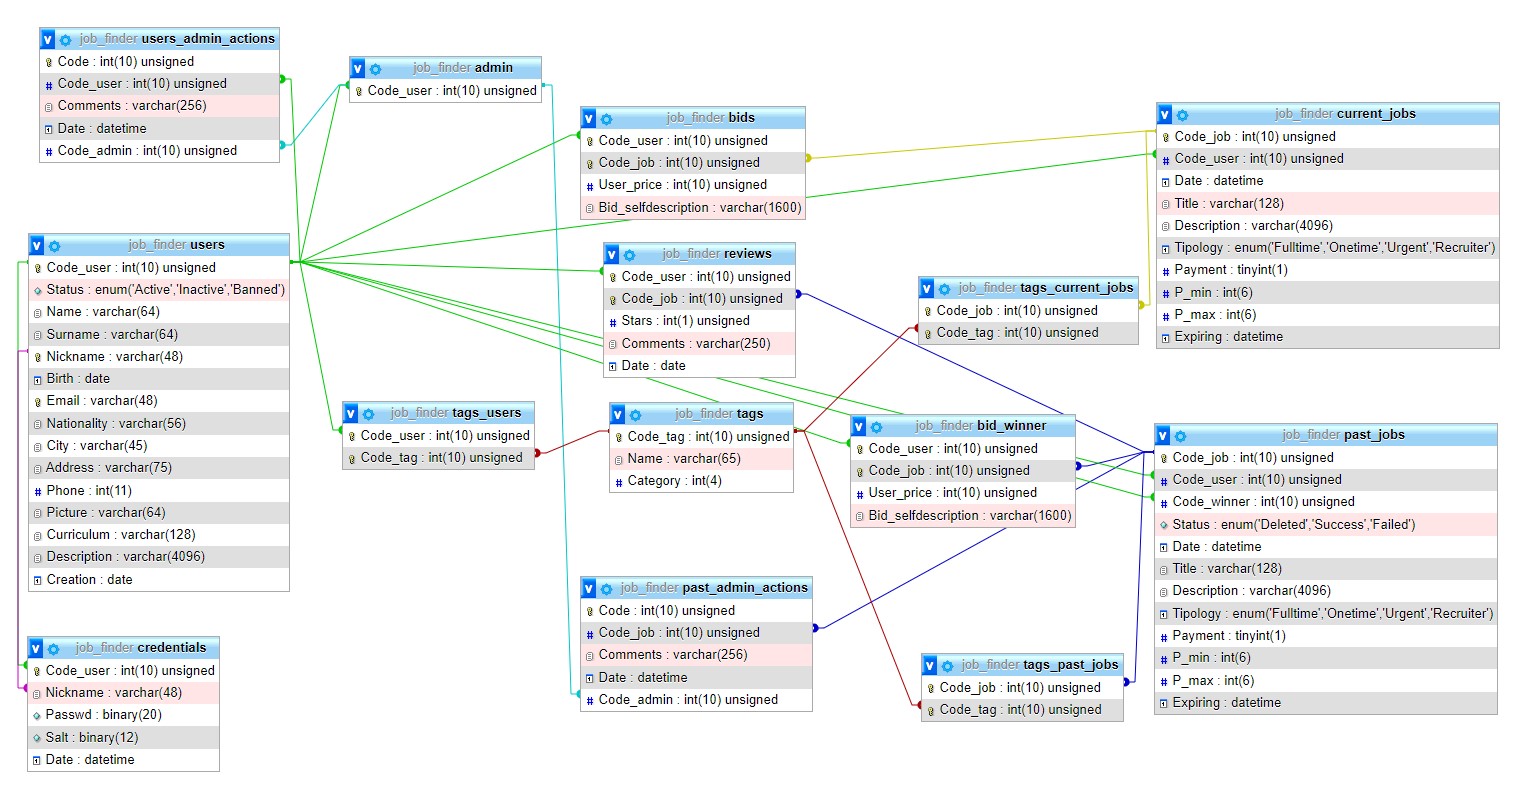 job_finder users_admin_actions
Code : int(10) unsigned
Code_user : int(10) unsigned
Comments : varchar(256)
Date : datetime
Code_admin : int(10) unsigned
job_finder admin
Code_user : int(10) unsigned
job_finder bids
Code_user : int(10) unsigned
Code_job : int(10) unsigned
User_price : int(10) unsigned
Bid_selfdescription : varchar(1600)
job_finder current_jobs
Code_job : int(10) unsigned
Code_user : int(10) unsigned
Date : datetime
Title : varchar(128)
Description : varchar(4096)
Tipology : enum('Fulltime','Onetime','Urgent','Recruiter')
Payment : tinyint(1)
P_min : int(6)
P_max : int(6)
Expiring : datetime
job_finder users
Code_user : int(10) unsigned
Status : enum('Active','Inactive','Banned')
Name : varchar(64)
Surname : varchar(64)
Nickname : varchar(48)
Birth : date
Email : varchar(48)
Nationality : varchar(56)
City : varchar(45)
Address : varchar(75)
Phone : int(11)
Picture : varchar(64)
Curriculum : varchar(128)
Description : varchar(4096)
Creation : date
job_finder reviews
Code_user : int(10) unsigned
Code_job : int(10) unsigned
Stars : int(1) unsigned
Comments : varchar(250)
Date : date
job_finder tags_current_jobs
Code_job : int(10) unsigned
Code_tag : int(10) unsigned
job_finder tags_users
Code_user : int(10) unsigned
Code_tag : int(10) unsigned
job_finder tags
Code_tag : int(10) unsigned
Name : varchar(65)
Category : int(4)
job_finder bid_winner
Code_user : int(10) unsigned
Code_job : int(10) unsigned
User_price : int(10) unsigned
Bid_selfdescription : varchar(1600)
job_finder past_jobs
Code_job : int(10) unsigned
Code_user : int(10) unsigned
Code_winner : int(10) unsigned
Status : enum('Deleted','Success','Failed')
Date : datetime
Title : varchar(128)
Description : varchar(4096)
Tipology : enum('Fulltime','Onetime','Urgent','Recruiter')
Payment : tinyint(1)
P_min : int(6)
P_max : int(6)
Expiring : datetime
job_finder past_admin_actions
Code : int(10) unsigned
Code_job : int(10) unsigned
Comments : varchar(256)
Date : datetime
Code_admin : int(10) unsigned
job_finder credentials
Code_user : int(10) unsigned
Nickname : varchar(48)
Passwd : binary(20)
Salt : binary(12)
Date : datetime
job_finder tags_past_jobs
Code_job : int(10) unsigned
Code_tag : int(10) unsigned